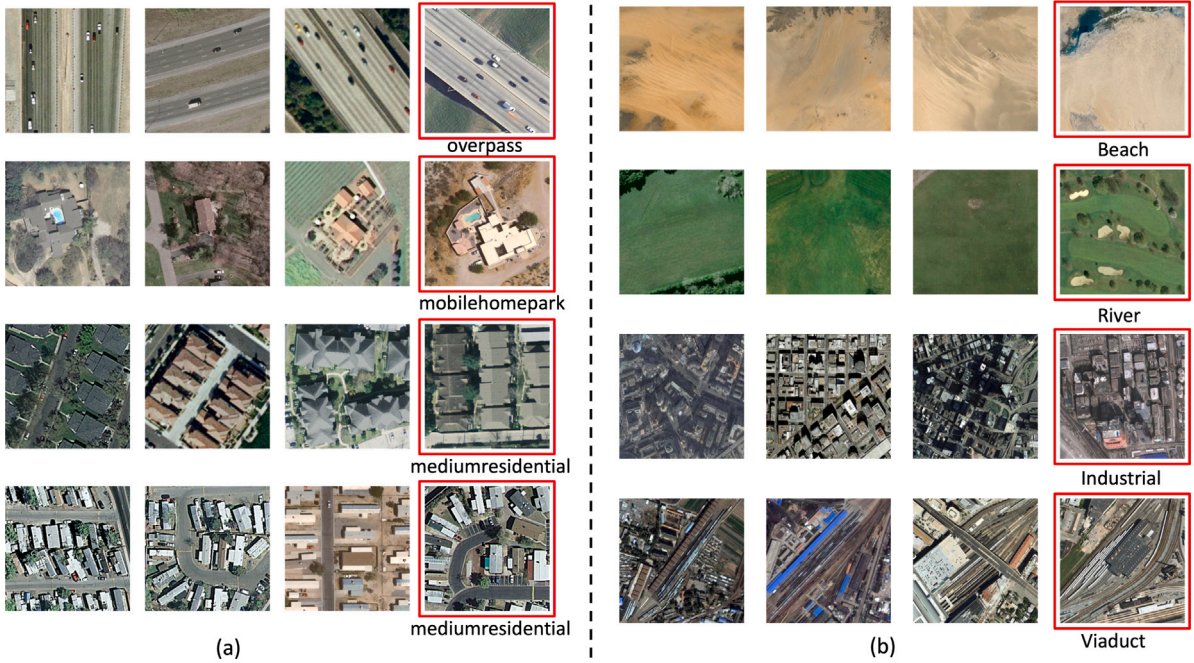 overpass
mobilehomepark
mediumresidential
mediumresidential
(a)
Beach
River
Industrial
Viaduct
(b)